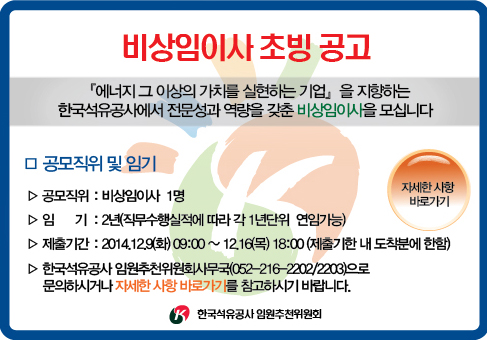 비상임이사 초빙 공고
『에너지 그 이상의 가치를 실현하는 기업』을 지향하는
한국석유공사에서 전문성과 역량을 갖춘 비상임이사을 모십니다
□ 공모직위 및 임기
▷ 공모직위 : 비상임이사 1명
▷ 임 기 : 2년(직무수행실적에 따라 각 1년단위 연임가능)
▷ 제출기간 : 2014.12.9(화) 09:00 ~ 12.16(목) 18:00 (제출기한 내 도착분에 한함)
▷ 한국석유공사 임원추천위원회사무국(052-216-2202/2203)으로
문의하시거나 자세한 사항 바로가기를 참고하시기 바랍니다.
자세한 사항
바로가기
한국석유공사 임원추천위원회